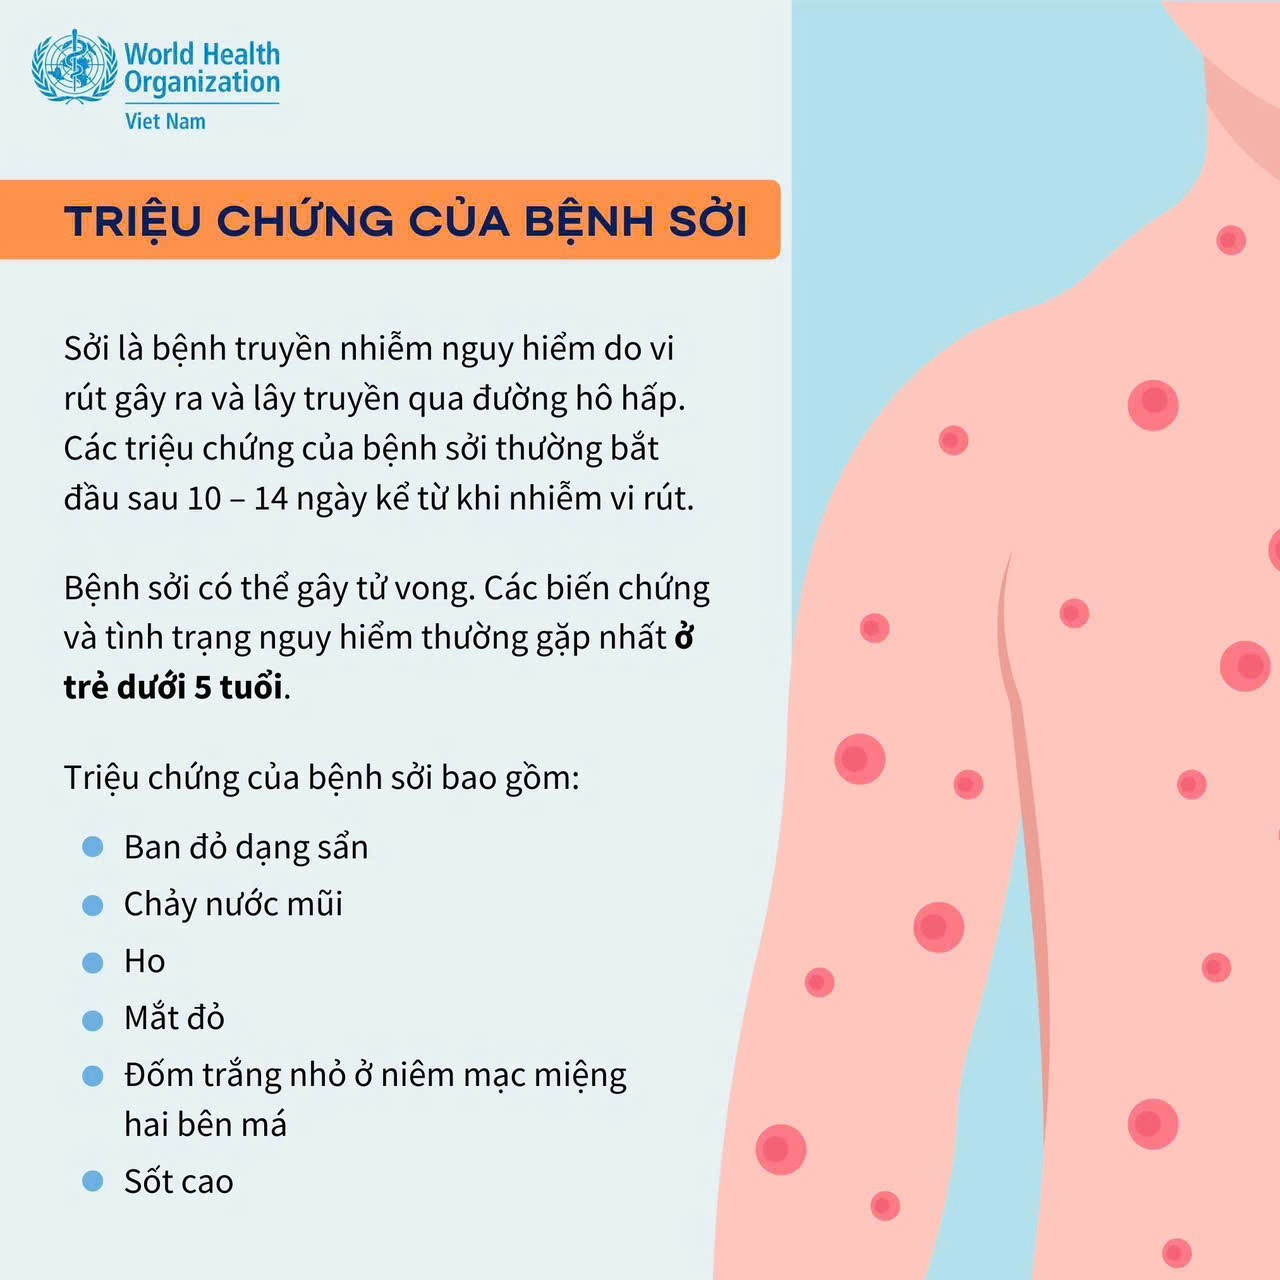 World Health
Organization
Viet Nam
TRIỆU CHỨNG CỦA BỆNH SỞI
Sởi là bệnh truyền nhiễm nguy hiểm do vi
rút gây ra và lây truyền qua đường hô hấp.
Các triệu chứng của bệnh sởi thường bắt
đầu sau 10 – 14 ngày kể từ khi nhiễm vi rút.
Bệnh sởi có thể gây tử vong. Các biến chứng
và tình trạng nguy hiểm thường gặp nhất ở
trẻ dưới 5 tuổi.
Triệu chứng của bệnh sởi bao gồm:
Ban đỏ dạng sẩn
Chảy nước mũi
Ho
Mắt đỏ
Đốm trắng nhỏ ở niêm mạc miệng
hai bên má
Sốt cao